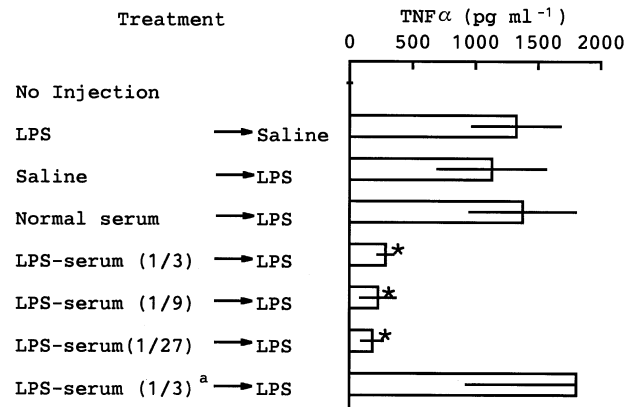 Treatment TNFα (pg ml⁻¹)
0 500 1000 1500 2000
No Injection
LPS → Saline
Saline → LPS
Normal serum → LPS
LPS-serum (1/3) → LPS *
LPS-serum (1/9) → LPS *
LPS-serum(1/27) → LPS *
LPS-serum (1/3) ᵃ → LPS